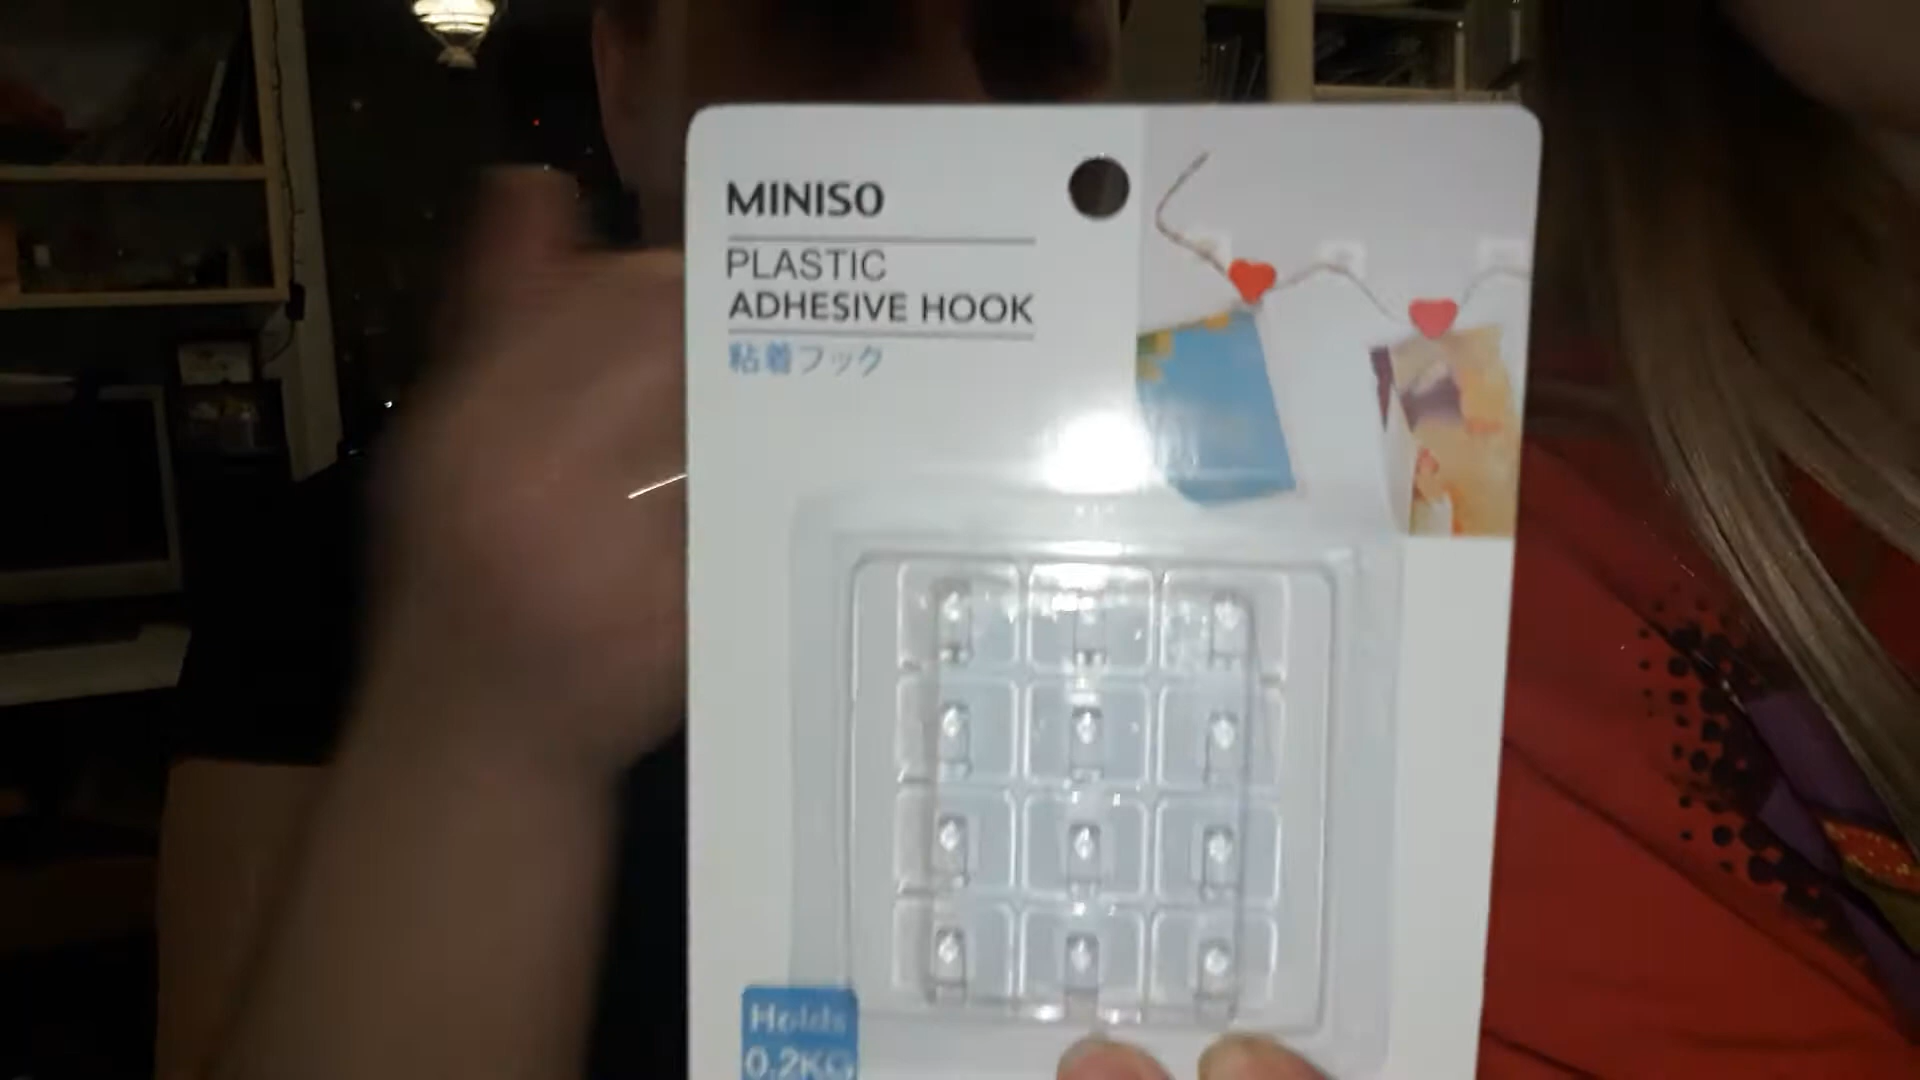 MINISO
PLASTIC
ADHESIVE HOOK
粘着フック
Holds
0.2KG